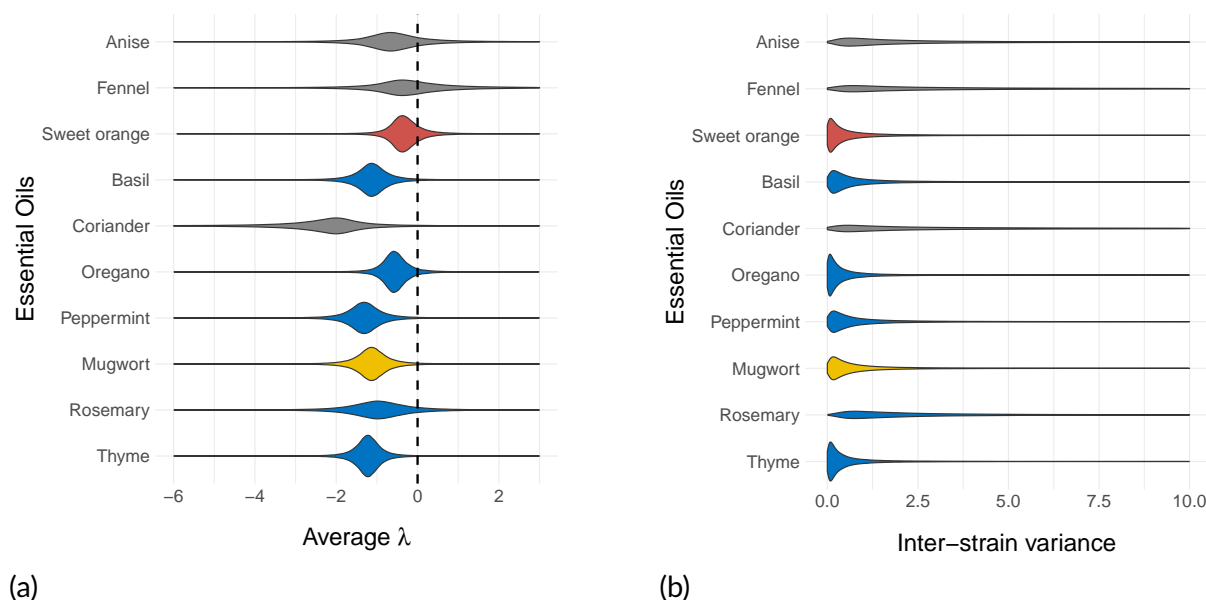 Essential Oils
Anise
Fennel
Sweet orange
Basil
Coriander
Oregano
Peppermint
Mugwort
Rosemary
Thyme
−6 −4 −2 0 2
Average λ
(a)
Essential Oils
Anise
Fennel
Sweet orange
Basil
Coriander
Oregano
Peppermint
Mugwort
Rosemary
Thyme
0.0 2.5 5.0 7.5 10.0
Inter−strain variance
(b)